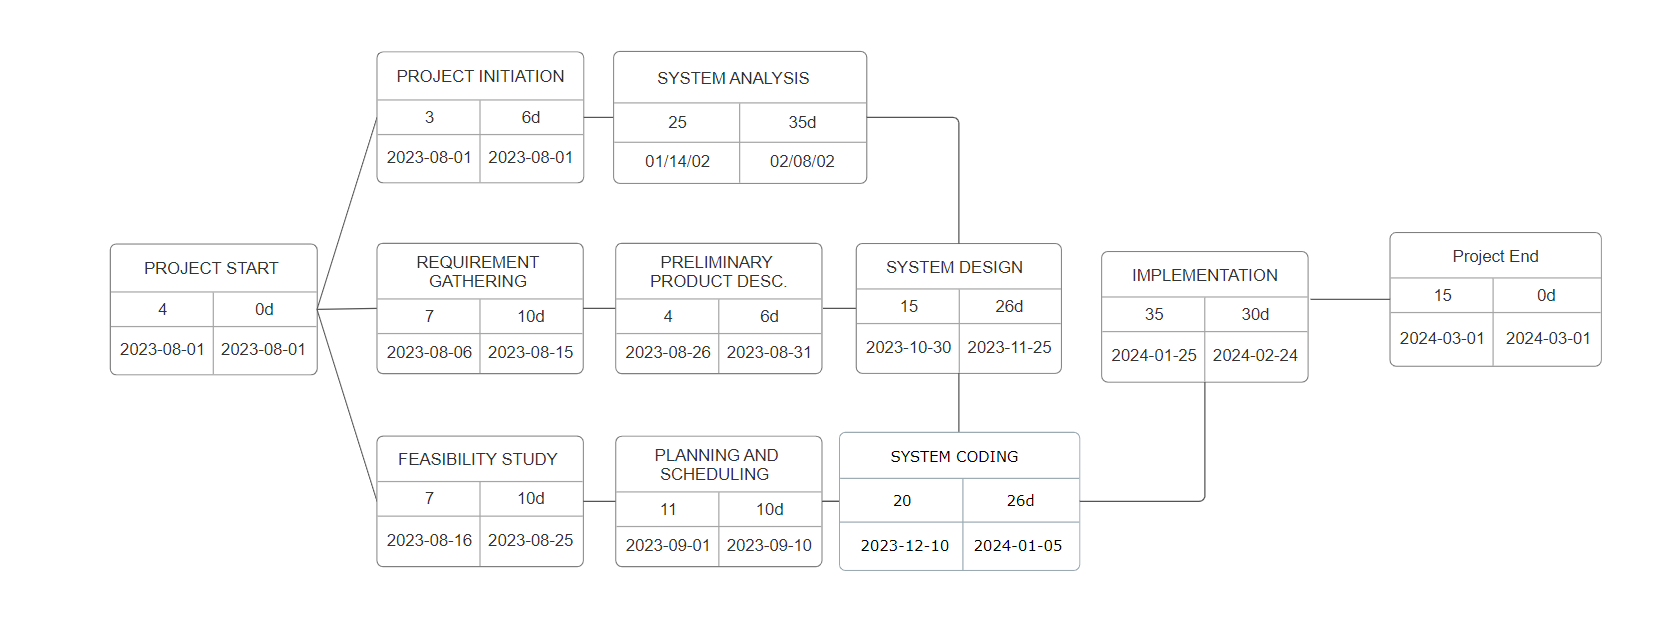 PROJECT INITIATION
3 6d
2023-08-01 2023-08-01
SYSTEM ANALYSIS
25 35d
01/14/02 02/08/02
PROJECT START
4 0d
2023-08-01 2023-08-01
REQUIREMENT
GATHERING
7 10d
2023-08-06 2023-08-15
PRELIMINARY
PRODUCT DESC.
4 6d
2023-08-26 2023-08-31
SYSTEM DESIGN
15 26d
2023-10-30 2023-11-25
IMPLEMENTATION
35 30d
2024-01-25 2024-02-24
Project End
15 0d
2024-03-01 2024-03-01
FEASIBILITY STUDY
7 10d
2023-08-16 2023-08-25
PLANNING AND
SCHEDULING
11 10d
2023-09-01 2023-09-10
SYSTEM CODING
20 26d
2023-12-10 2024-01-05